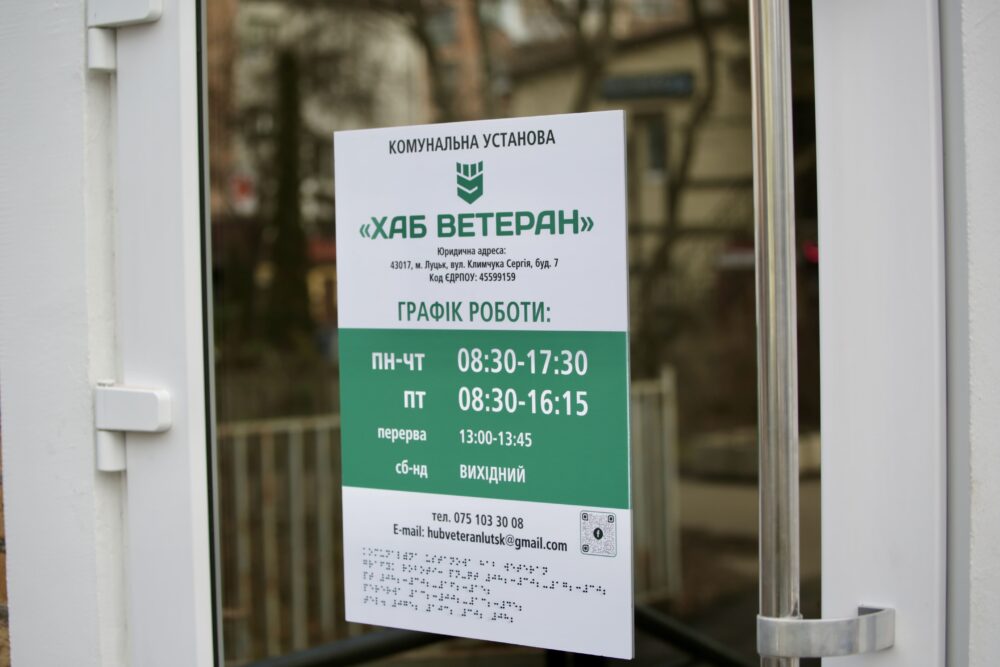 КОМУНАЛЬНА УСТАНОВА
«ХАБ ВЕТЕРАН»
Юридична адреса:
43017, м. Луцьк, вул. Климчука Сергія, буд. 7
Код ЄДРПОУ: 45599159
ГРАФІК РОБОТИ:
пн-чт 08:30-17:30
пт 08:30-16:15
перерва 13:00-13:45
сб-нд ВИХІДНИЙ
тел. 075 103 30 08
E-mail: hubveteranlutsk@gmail.com